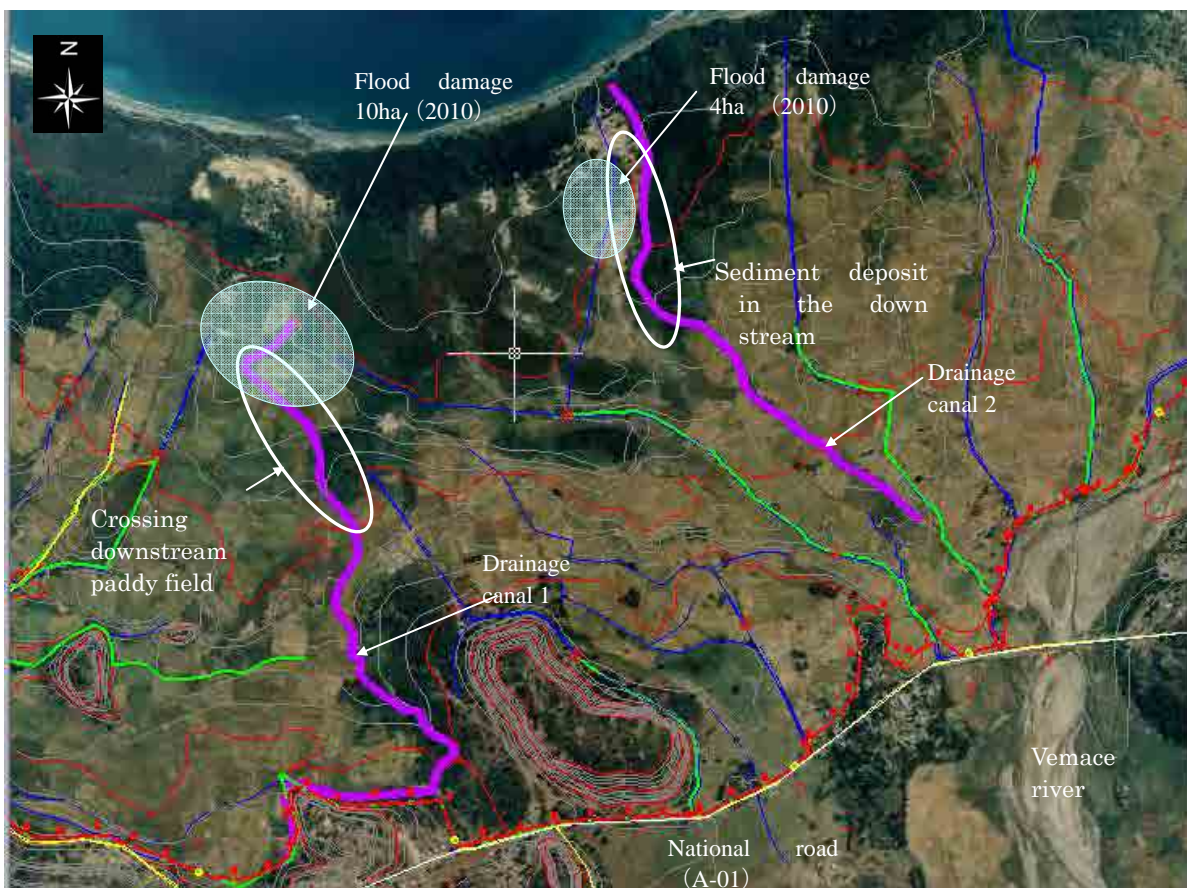 N
Flood damage
10ha (2010)
Flood damage
4ha (2010)
Sediment deposit
in the down
stream
Drainage
canal 2
Crossing
downstream
paddy field
Drainage
canal 1
Vemace
river
National road
(A-01)